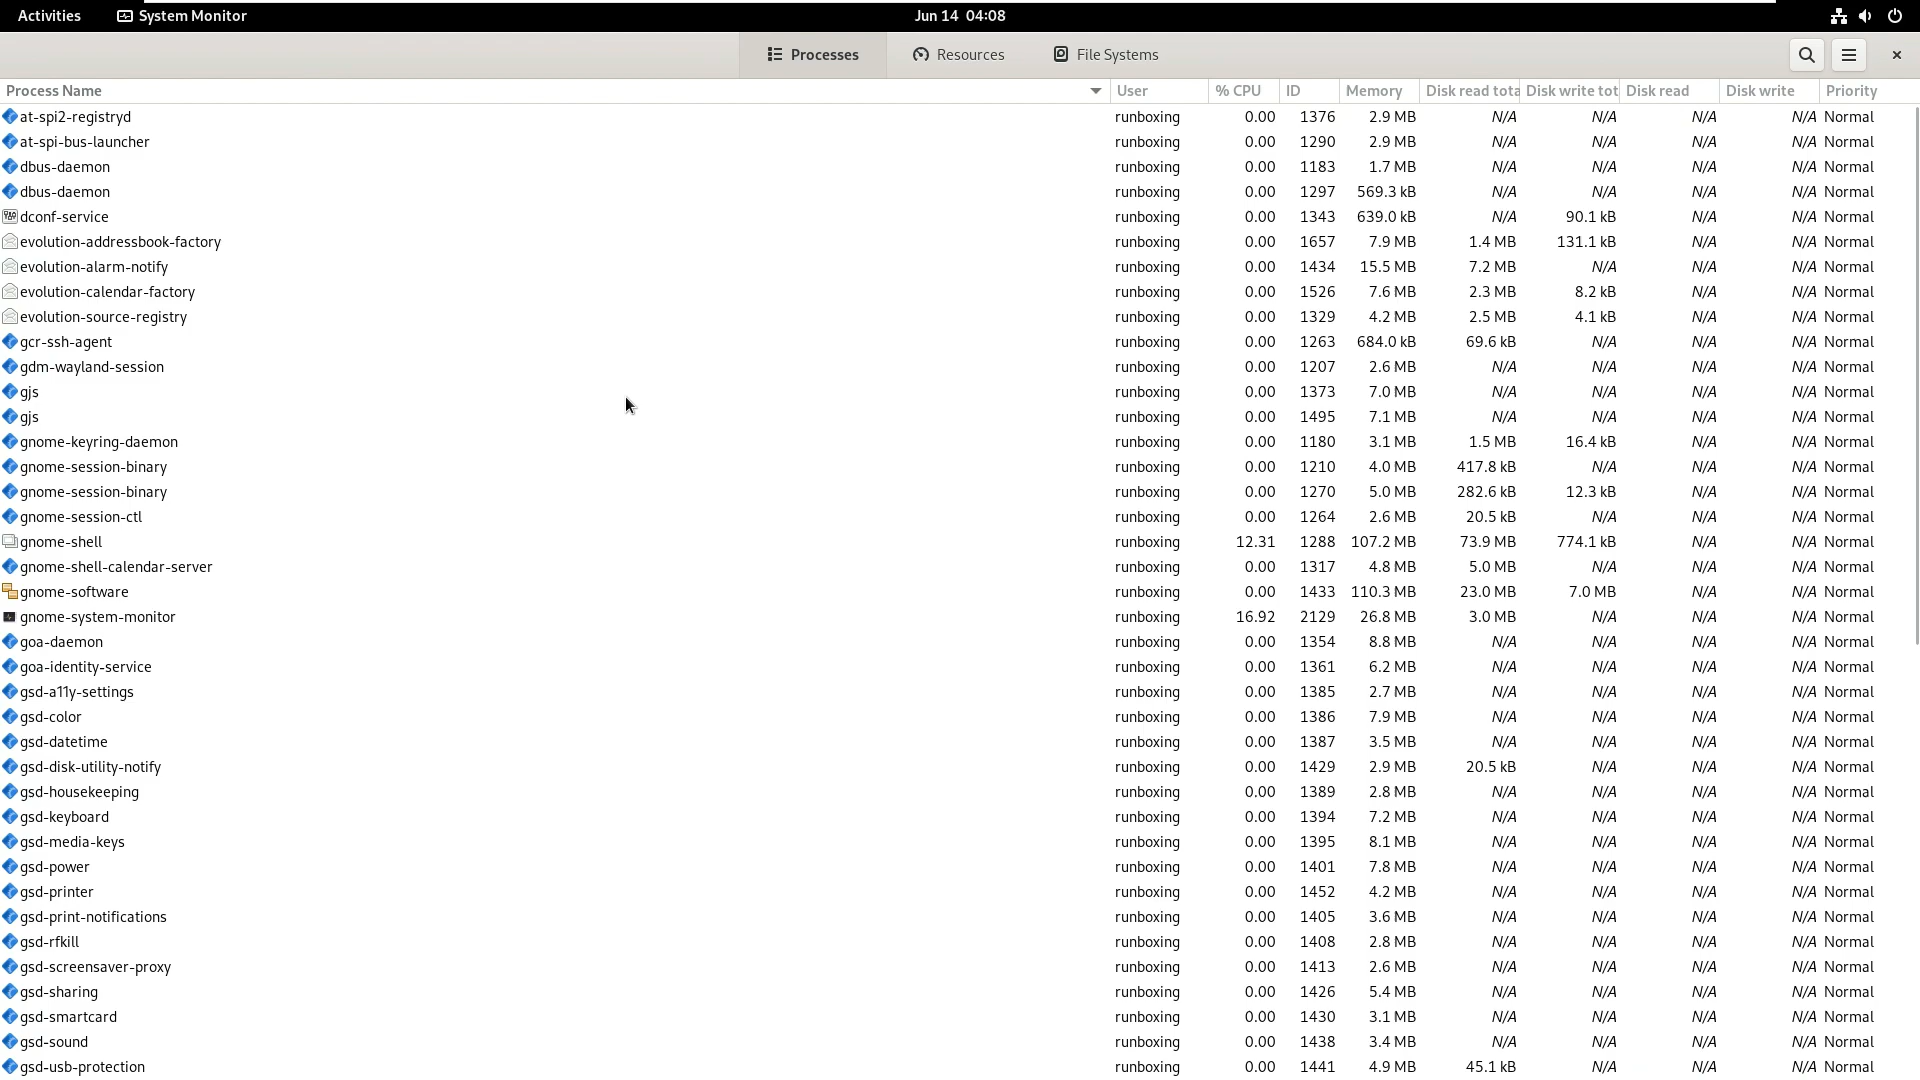 Activities System Monitor Jun 14 04:08
Processes Resources File Systems
Process Name User % CPU ID Memory Disk read tota Disk write tot Disk read Disk write Priority
at-spi2-registryd runboxing 0.00 1376 2.9 MB N/A N/A N/A N/A Normal
at-spi-bus-launcher runboxing 0.00 1290 2.9 MB N/A N/A N/A N/A Normal
dbus-daemon runboxing 0.00 1183 1.7 MB N/A N/A N/A N/A Normal
dbus-daemon runboxing 0.00 1297 569.3 kB N/A N/A N/A N/A Normal
dconf-service runboxing 0.00 1343 639.0 kB N/A 90.1 kB N/A N/A Normal
evolution-addressbook-factory runboxing 0.00 1657 7.9 MB 1.4 MB 131.1 kB N/A N/A Normal
evolution-alarm-notify runboxing 0.00 1434 15.5 MB 7.2 MB N/A N/A N/A Normal
evolution-calendar-factory runboxing 0.00 1526 7.6 MB 2.3 MB 8.2 kB N/A N/A Normal
evolution-source-registry runboxing 0.00 1329 4.2 MB 2.5 MB 4.1 kB N/A N/A Normal
gcr-ssh-agent runboxing 0.00 1263 684.0 kB 69.6 kB N/A N/A N/A Normal
gdm-wayland-session runboxing 0.00 1207 2.6 MB N/A N/A N/A N/A Normal
gjs runboxing 0.00 1373 7.0 MB N/A N/A N/A N/A Normal
gjs runboxing 0.00 1495 7.1 MB N/A N/A N/A N/A Normal
gnome-keyring-daemon runboxing 0.00 1180 3.1 MB 1.5 MB 16.4 kB N/A N/A Normal
gnome-session-binary runboxing 0.00 1210 4.0 MB 417.8 kB N/A N/A N/A Normal
gnome-session-binary runboxing 0.00 1270 5.0 MB 282.6 kB 12.3 kB N/A N/A Normal
gnome-session-ctl runboxing 0.00 1264 2.6 MB 20.5 kB N/A N/A N/A Normal
gnome-shell runboxing 12.31 1288 107.2 MB 73.9 MB 774.1 kB N/A N/A Normal
gnome-shell-calendar-server runboxing 0.00 1317 4.8 MB 5.0 MB N/A N/A N/A Normal
gnome-software runboxing 0.00 1433 110.3 MB 23.0 MB 7.0 MB N/A N/A Normal
gnome-system-monitor runboxing 16.92 2129 26.8 MB 3.0 MB N/A N/A N/A Normal
goa-daemon runboxing 0.00 1354 8.8 MB N/A N/A N/A N/A Normal
goa-identity-service runboxing 0.00 1361 6.2 MB N/A N/A N/A N/A Normal
gsd-a11y-settings runboxing 0.00 1385 2.7 MB N/A N/A N/A N/A Normal
gsd-color runboxing 0.00 1386 7.9 MB N/A N/A N/A N/A Normal
gsd-datetime runboxing 0.00 1387 3.5 MB N/A N/A N/A N/A Normal
gsd-disk-utility-notify runboxing 0.00 1429 2.9 MB 20.5 kB N/A N/A N/A Normal
gsd-housekeeping runboxing 0.00 1389 2.8 MB N/A N/A N/A N/A Normal
gsd-keyboard runboxing 0.00 1394 7.2 MB N/A N/A N/A N/A Normal
gsd-media-keys runboxing 0.00 1395 8.1 MB N/A N/A N/A N/A Normal
gsd-power runboxing 0.00 1401 7.8 MB N/A N/A N/A N/A Normal
gsd-printer runboxing 0.00 1452 4.2 MB N/A N/A N/A N/A Normal
gsd-print-notifications runboxing 0.00 1405 3.6 MB N/A N/A N/A N/A Normal
gsd-rfkill runboxing 0.00 1408 2.8 MB N/A N/A N/A N/A Normal
gsd-screensaver-proxy runboxing 0.00 1413 2.6 MB N/A N/A N/A N/A Normal
gsd-sharing runboxing 0.00 1426 5.4 MB N/A N/A N/A N/A Normal
gsd-smartcard runboxing 0.00 1430 3.1 MB N/A N/A N/A N/A Normal
gsd-sound runboxing 0.00 1438 3.4 MB N/A N/A N/A N/A Normal
gsd-usb-protection runboxing 0.00 1441 4.9 MB 45.1 kB N/A N/A N/A Normal